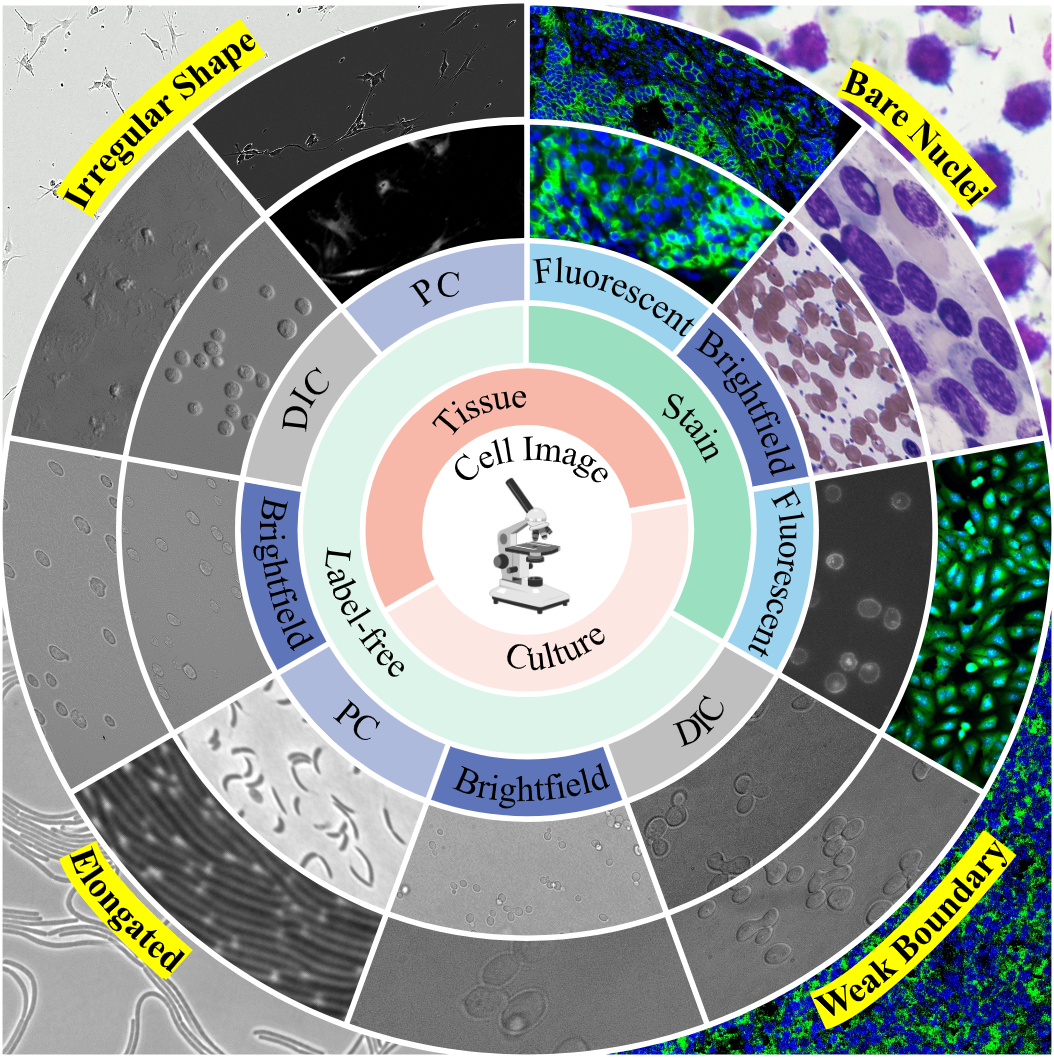 Irregular Shape
Bare Nuclei
PC
Fluorescent
DIC
Brightfield
Tissue
Stain
Cell Image
Brightfield
Fluorescent
Label-free
Culture
PC
DIC
Brightfield
Elongated
Weak Boundary